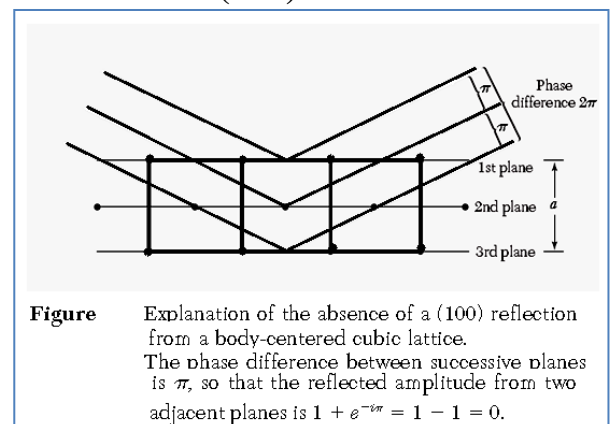 π
Phase
difference 2π
π
1st plane
2nd plane a
3rd plane
Figure Explanation of the absence of a (100) reflection
from a body-centered cubic lattice.
The phase difference between successive planes
is π, so that the reflected amplitude from two
adjacent planes is 1 + e⁻ⁱπ = 1 − 1 = 0.